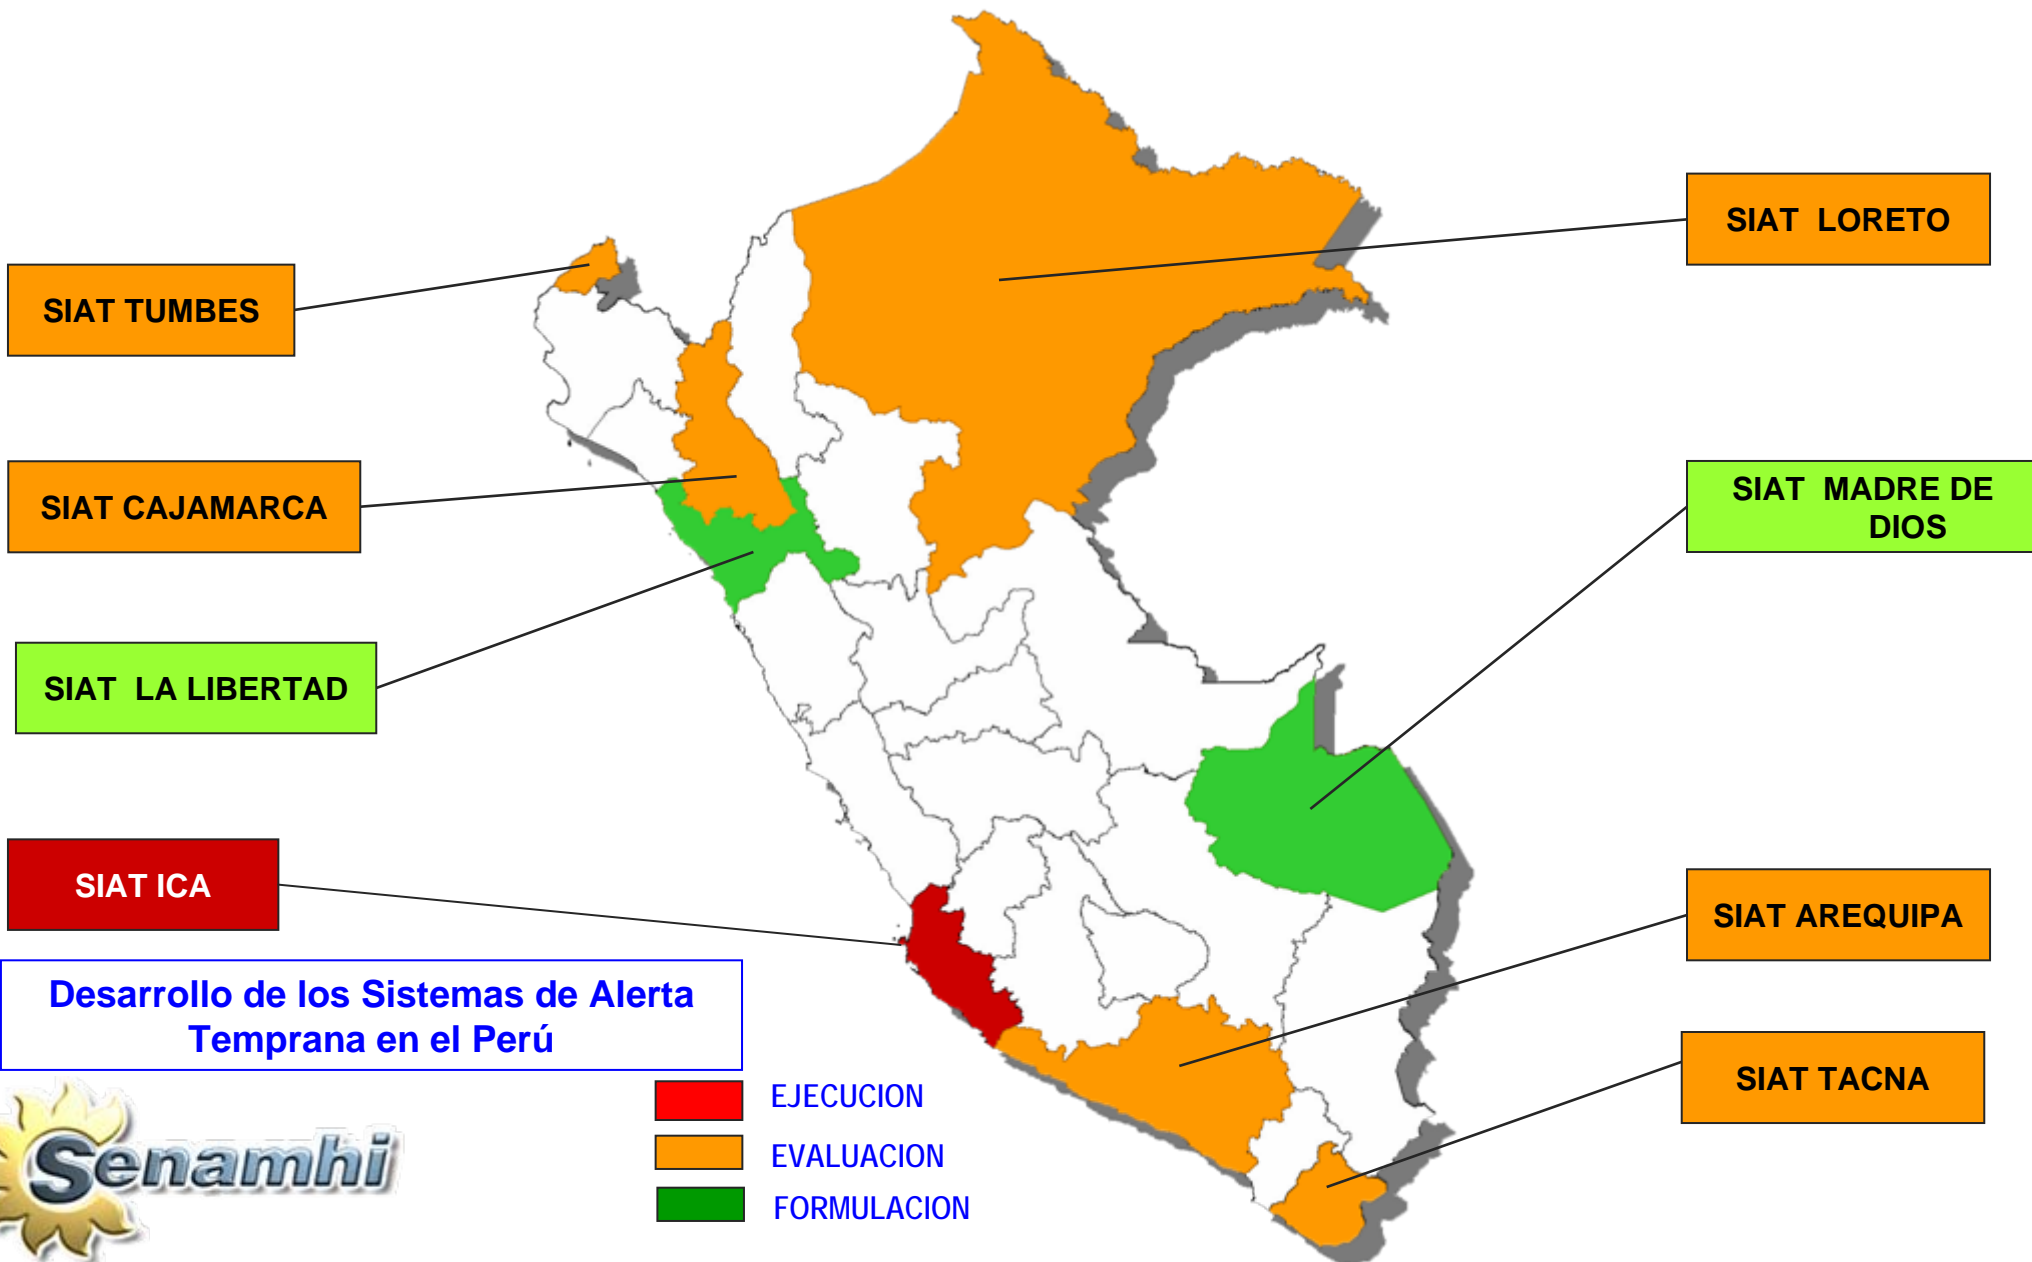 SIAT LORETO
SIAT TUMBES
SIAT CAJAMARCA
SIAT MADRE DE
DIOS
SIAT LA LIBERTAD
SIAT ICA
SIAT AREQUIPA
Desarrollo de los Sistemas de Alerta
Temprana en el Perú
SIAT TACNA
EJECUCION
EVALUACION
FORMULACION
Senamhi